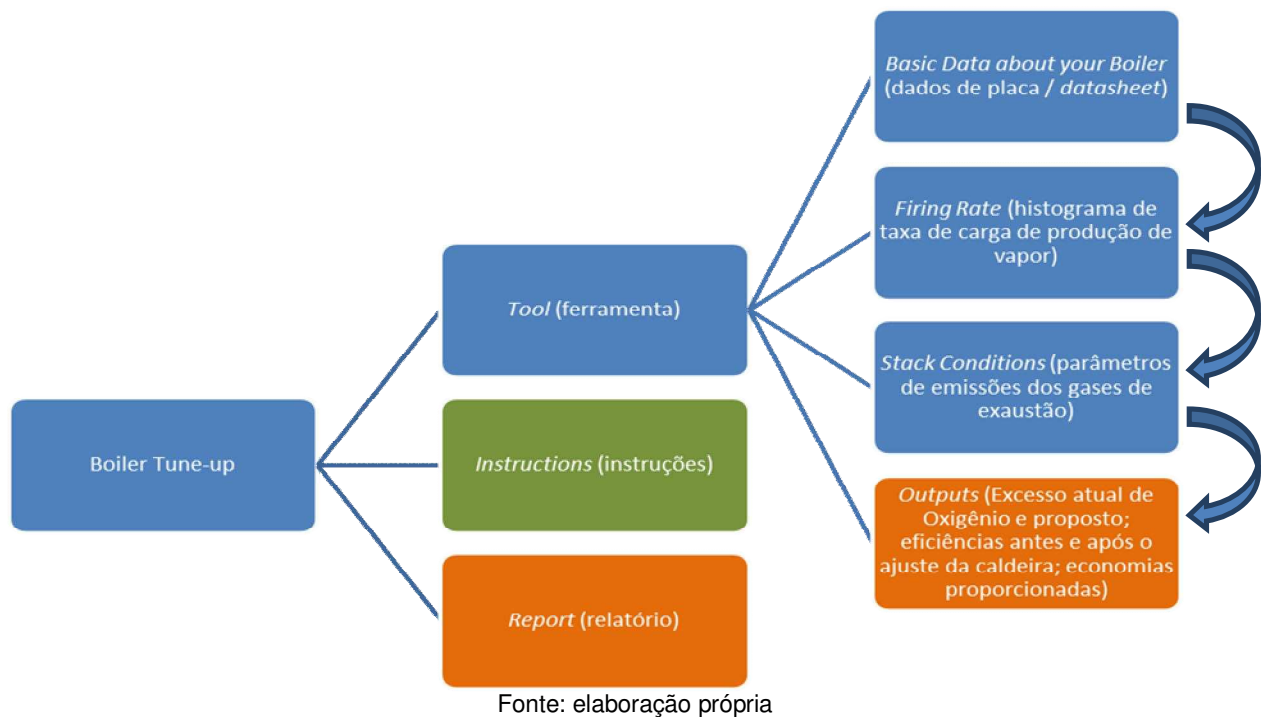 Basic Data about your Boiler
(dados de placa / datasheet)
Firing Rate (histograma de
taxa de carga de produção de
vapor)
Tool (ferramenta)
Stack Conditions (parâmetros
de emissões dos gases de
exaustão)
Boiler Tune-up
Instructions (instruções)
Outputs (Excesso atual de
Oxigênio e proposto;
eficiências antes e após o
ajuste da caldeira; economias
proporcionadas)
Report (relatório)
Fonte: elaboração própria